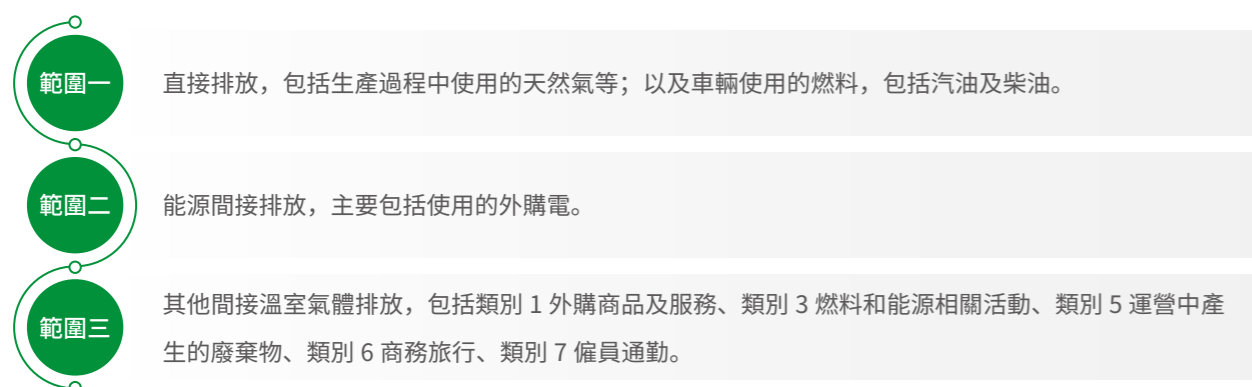 範圍一
直接排放，包括生產過程中使用的天然氣等；以及車輛使用的燃料，包括汽油及柴油。
範圍二
能源間接排放，主要包括使用的外購電。
範圍三
其他間接溫室氣體排放，包括類別 1 外購商品及服務、類別 3 燃料和能源相關活動、類別 5 運營中產
生的廢棄物、類別 6 商務旅行、類別 7 僱員通勤。